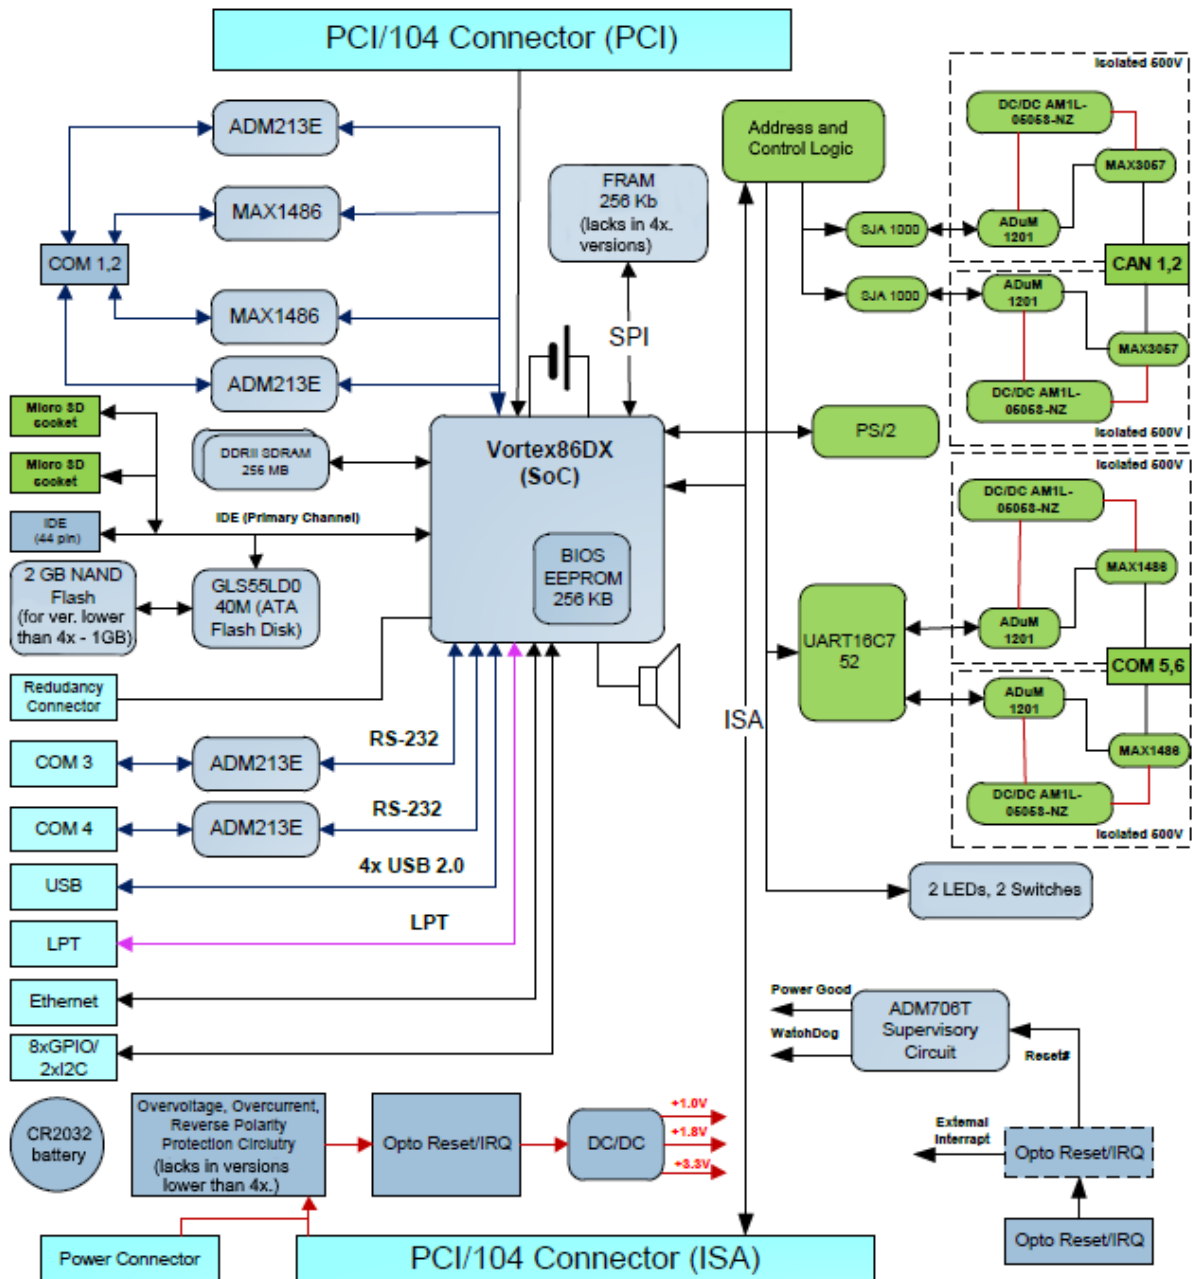 PCI/104 Connector (PCI)
Isolated 500V
DC/DC AM1L-
0505S-NZ
ADM213E
Address and
Control Logic
MAX3057
FRAM
256 Kb
(lacks in 4x.
versions)
MAX1486
SJA 1000
ADuM
1201
COM 1,2
CAN 1,2
SJA 1000
ADuM
1201
MAX1486
SPI
MAX3057
ADM213E
DC/DC AM1L-
0505S-NZ
Micro SD
socket
Isolated 500V
PS/2
Vortex86DX
(SoC)
DDRII SDRAM
256 MB
Micro SD
socket
Isolated 500V
DC/DC AM1L-
0505S-NZ
IDE (Primary Channel)
IDE
(44 pin)
BIOS
EEPROM
256 KB
MAX1486
2 GB NAND
Flash
(for ver. lower
than 4x - 1GB)
GLS55LD0
40M (ATA
Flash Disk)
ADuM
1201
UART16C7
52
COM 5,6
Redudancy
Connector
ADuM
1201
ISA
RS-232
MAX1486
COM 3
ADM213E
DC/DC AM1L-
0505S-NZ
RS-232
COM 4
ADM213E
Isolated 500V
4x USB 2.0
USB
2 LEDs, 2 Switches
LPT
LPT
Power Good
Ethernet
ADM706T
Supervisory
Circuit
WatchDog
8xGPIO/
2xI2C
Reset#
Overvoltage, Overcurrent,
Reverse Polarity
Protection Circlutry
(lacks in versions
lower than 4x.)
+1.0V
CR2032
battery
Opto Reset/IRQ
DC/DC
+1.8V
+3.3V
External
Interrapt
Opto Reset/IRQ
Power Connector
PCI/104 Connector (ISA)
Opto Reset/IRQ